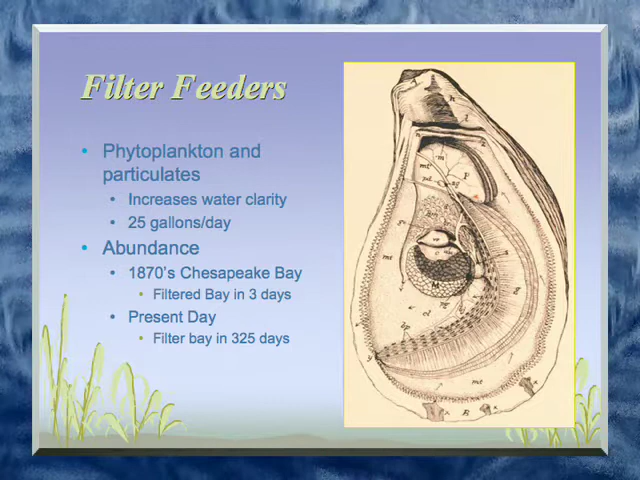 Filter Feeders
• Phytoplankton and
particulates
• Increases water clarity
• 25 gallons/day
• Abundance
• 1870's Chesapeake Bay
• Filtered Bay in 3 days
• Present Day
• Filter bay in 325 days